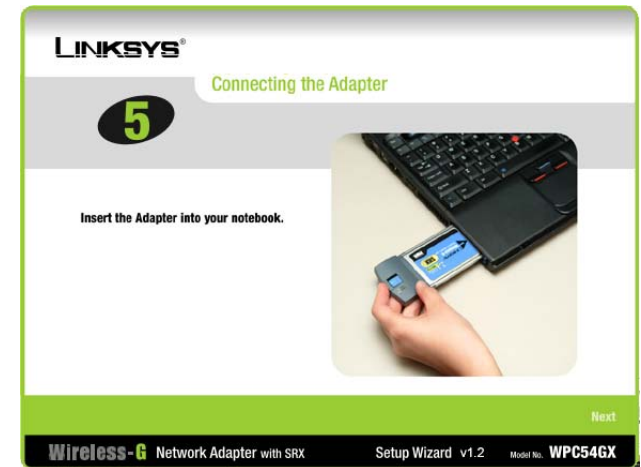 LINKSYS®
Connecting the Adapter
5
Insert the Adapter into your notebook.
Next
Wireless-G Network Adapter with SRX Setup Wizard v1.2 Model No. WPC54GX